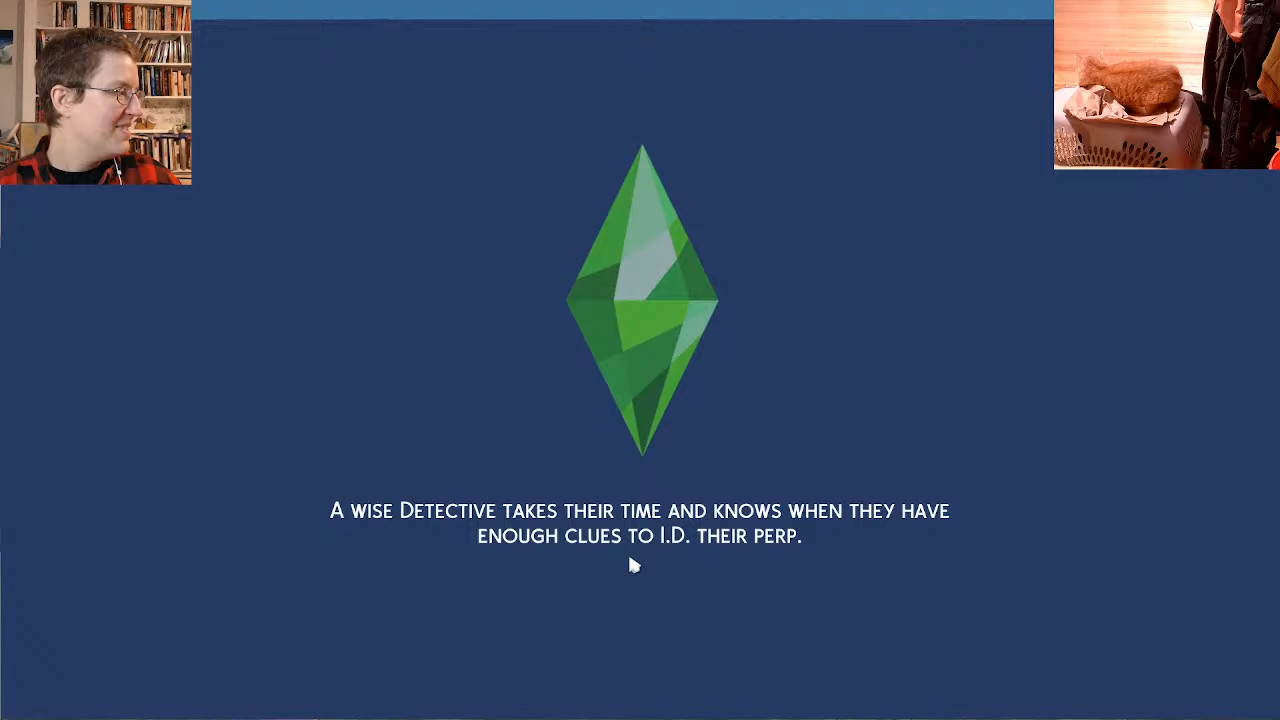 A WISE DETECTIVE TAKES THEIR TIME AND KNOWS WHEN THEY HAVE
ENOUGH CLUES TO I.D. THEIR PERP.